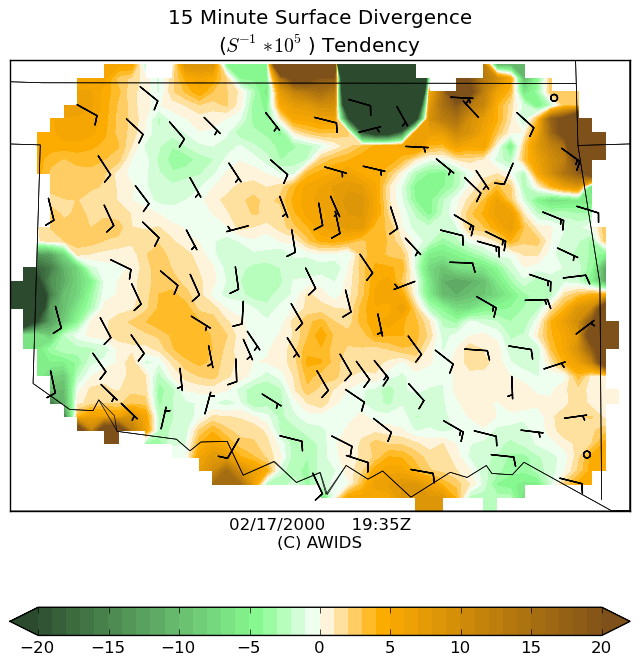 15 Minute Surface Divergence
(S⁻¹ *10⁵ ) Tendency
02/17/2000 19:35Z
(C) AWIDS
−20 −15 −10 −5 0 5 10 15 20